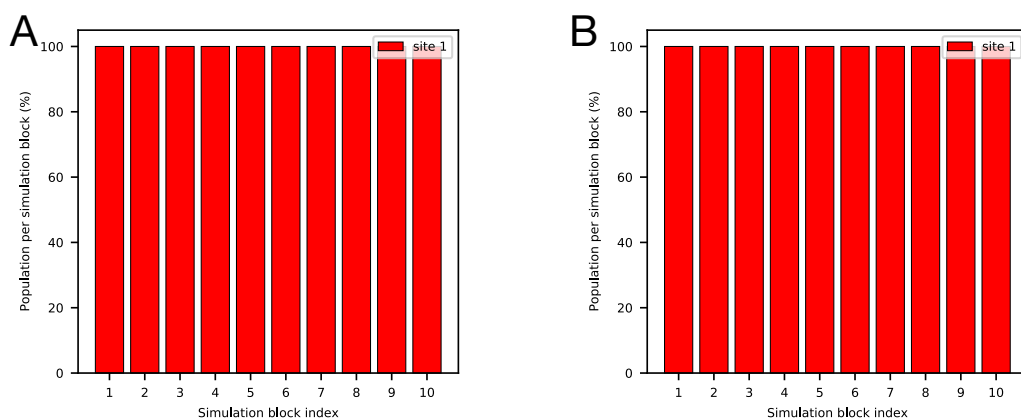 A
Population per simulation block (%)
100
80
60
40
20
0
site 1
1 2 3 4 5 6 7 8 9 10
Simulation block index
B
Population per simulation block (%)
100
80
60
40
20
0
site 1
1 2 3 4 5 6 7 8 9 10
Simulation block index